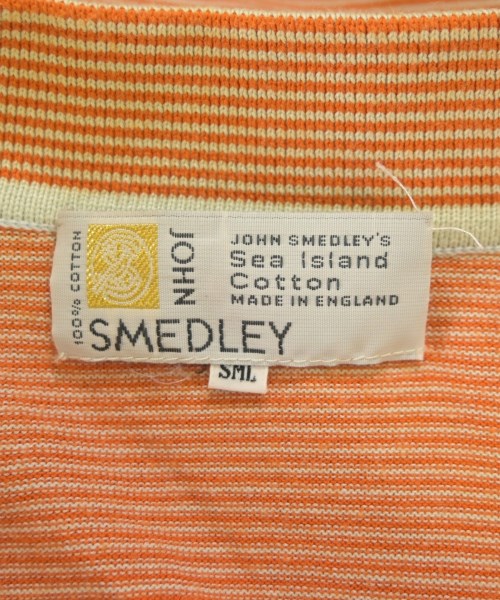 100% COTTON
JOHN
SMEDLEY
JOHN SMEDLEY'S
Sea Island
Cotton
MADE IN ENGLAND
SML